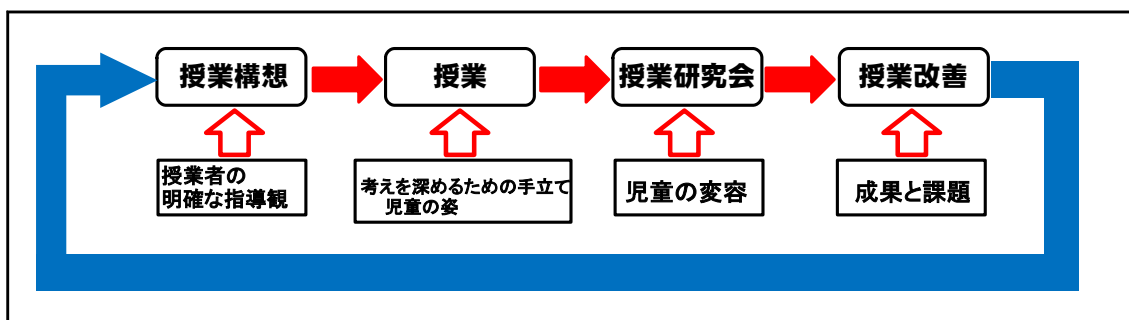 授業構想
授業
授業研究会
授業改善
授業者の
明確な指導観
考えを深めるための手立て
児童の姿
児童の変容
成果と課題